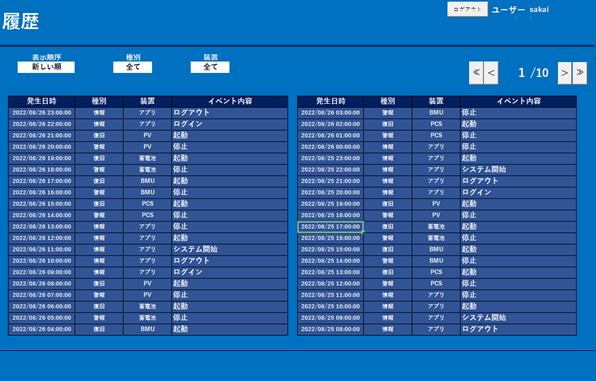 履歴
ログアウト ユーザー sakai
表示順序 種別 装置
新しい順 全て 全て
≪ < 1 /10 > ≫
発生日時 種別 装置 イベント内容
2022/08/26 23:00:00 情報 アプリ ログアウト
2022/08/26 22:00:00 情報 アプリ ログイン
2022/08/26 21:00:00 復旧 PV 起動
2022/08/26 20:00:00 警報 PV 停止
2022/08/26 19:00:00 復旧 蓄電池 起動
2022/08/26 18:00:00 警報 蓄電池 停止
2022/08/26 17:00:00 復旧 BMU 起動
2022/08/26 16:00:00 警報 BMU 停止
2022/08/26 15:00:00 復旧 PCS 起動
2022/08/26 14:00:00 警報 PCS 停止
2022/08/26 13:00:00 情報 アプリ 停止
2022/08/26 12:00:00 情報 アプリ 起動
2022/08/26 11:00:00 情報 アプリ システム開始
2022/08/26 10:00:00 情報 アプリ ログアウト
2022/08/26 09:00:00 情報 アプリ ログイン
2022/08/26 08:00:00 復旧 PV 起動
2022/08/26 07:00:00 警報 PV 停止
2022/08/26 06:00:00 復旧 蓄電池 起動
2022/08/26 05:00:00 警報 蓄電池 停止
2022/08/26 04:00:00 復旧 BMU 起動
発生日時 種別 装置 イベント内容
2022/08/26 03:00:00 警報 BMU 停止
2022/08/26 02:00:00 復旧 PCS 起動
2022/08/26 01:00:00 警報 PCS 停止
2022/08/26 00:00:00 情報 アプリ 停止
2022/08/25 23:00:00 情報 アプリ 起動
2022/08/25 22:00:00 情報 アプリ システム開始
2022/08/25 21:00:00 情報 アプリ ログアウト
2022/08/25 20:00:00 情報 アプリ ログイン
2022/08/25 19:00:00 復旧 PV 起動
2022/08/25 18:00:00 警報 PV 停止
2022/08/25 17:00:00 復旧 蓄電池 起動
2022/08/25 16:00:00 警報 蓄電池 停止
2022/08/25 15:00:00 復旧 BMU 起動
2022/08/25 14:00:00 警報 BMU 停止
2022/08/25 13:00:00 復旧 PCS 起動
2022/08/25 12:00:00 警報 PCS 停止
2022/08/25 11:00:00 情報 アプリ 停止
2022/08/25 10:00:00 情報 アプリ 起動
2022/08/25 09:00:00 情報 アプリ システム開始
2022/08/25 08:00:00 情報 アプリ ログアウト